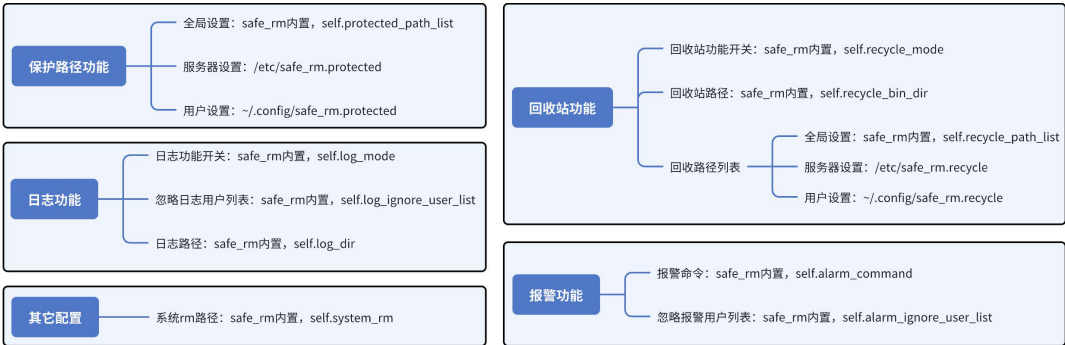 保护路径功能
全局设置：safe_rm内置，self.protected_path_list
服务器设置：/etc/safe_rm.protected
用户设置：~/.config/safe_rm.protected
日志功能
日志功能开关：safe_rm内置，self.log_mode
忽略日志用户列表：safe_rm内置，self.log_ignore_user_list
日志路径：safe_rm内置，self.log_dir
其它配置
系统rm路径：safe_rm内置，self.system_rm
回收站功能
回收站功能开关：safe_rm内置，self.recycle_mode
回收站路径：safe_rm内置，self.recycle_bin_dir
回收路径列表
全局设置：safe_rm内置，self.recycle_path_list
服务器设置：/etc/safe_rm.recycle
用户设置：~/.config/safe_rm.recycle
报警功能
报警命令：safe_rm内置，self.alarm_command
忽略报警用户列表：safe_rm内置，self.alarm_ignore_user_list